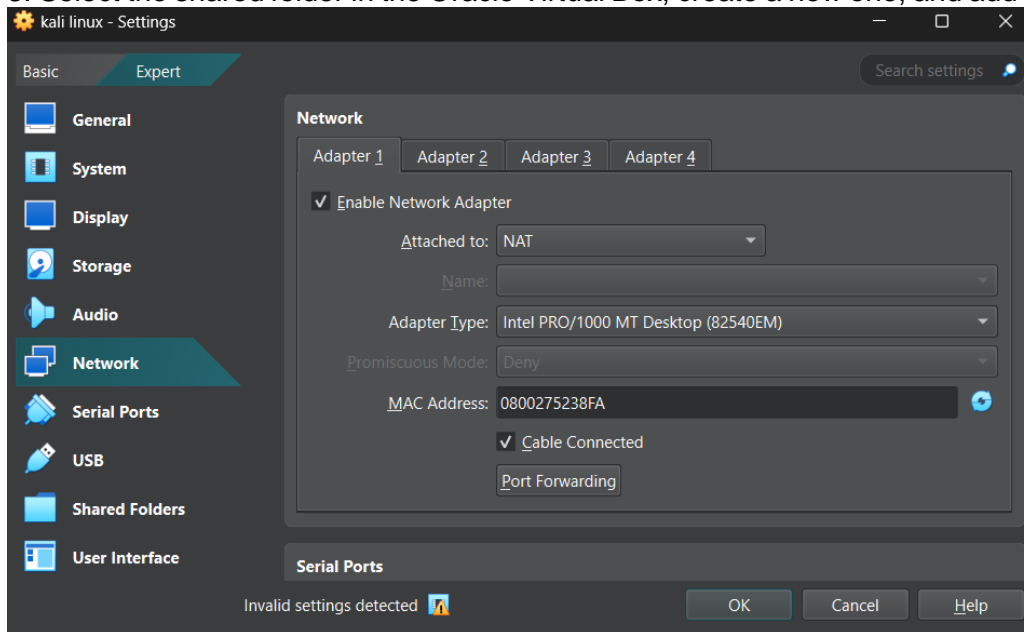 kali linux - Settings
Basic Expert Search settings
General
System
Display
Storage
Audio
Network
Serial Ports
USB
Shared Folders
User Interface
Network
Adapter 1 Adapter 2 Adapter 3 Adapter 4
Enable Network Adapter
Attached to: NAT
Name:
Adapter Type: Intel PRO/1000 MT Desktop (82540EM)
Promiscuous Mode: Deny
MAC Address: 0800275238FA
Cable Connected
Port Forwarding
Serial Ports
Invalid settings detected OK Cancel Help